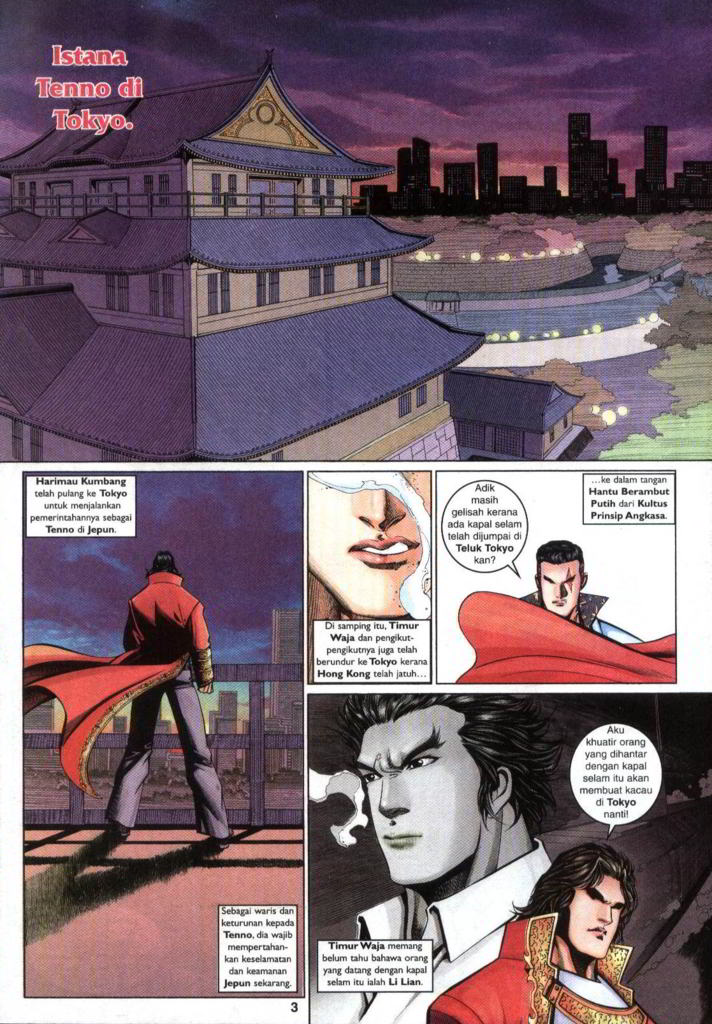 Istana
Tenno di
Tokyo.
Harimau Kumbang
telah pulang ke Tokyo
untuk menjalankan
pemerintahannya sebagai
Tenno di Jepun.
Di samping itu, Timur
Waja dan pengikut-
pengikutnya juga telah
berundur ke Tokyo kerana
Hong Kong telah jatuh...
Adik
masih
gelisah kerana
ada kapal selam
telah dijumpai di
Teluk Tokyo
kan?
...ke dalam tangan
Hantu Berambut
Putih dari Kultus
Prinsip Angkasa.
Sebagai waris dan
keturunan kepada
Tenno, dia wajib
mempertahan-
kan keselamatan
dan keamanan
Jepun sekarang.
Aku
khuatir orang
yang dihantar
dengan kapal
selam itu akan
membuat kacau
di Tokyo
nanti!
Timur Waja memang
belum tahu bahawa orang
yang datang dengan kapal
selam itu ialah Li Lian.
3